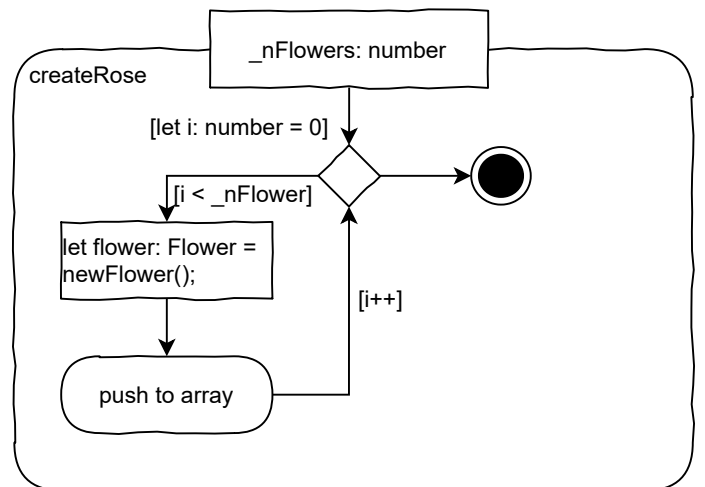 _nFlowers: number
createRose
[let i: number = 0]
[i < _nFlower]
let flower: Flower =
newFlower();
[i++]
push to array